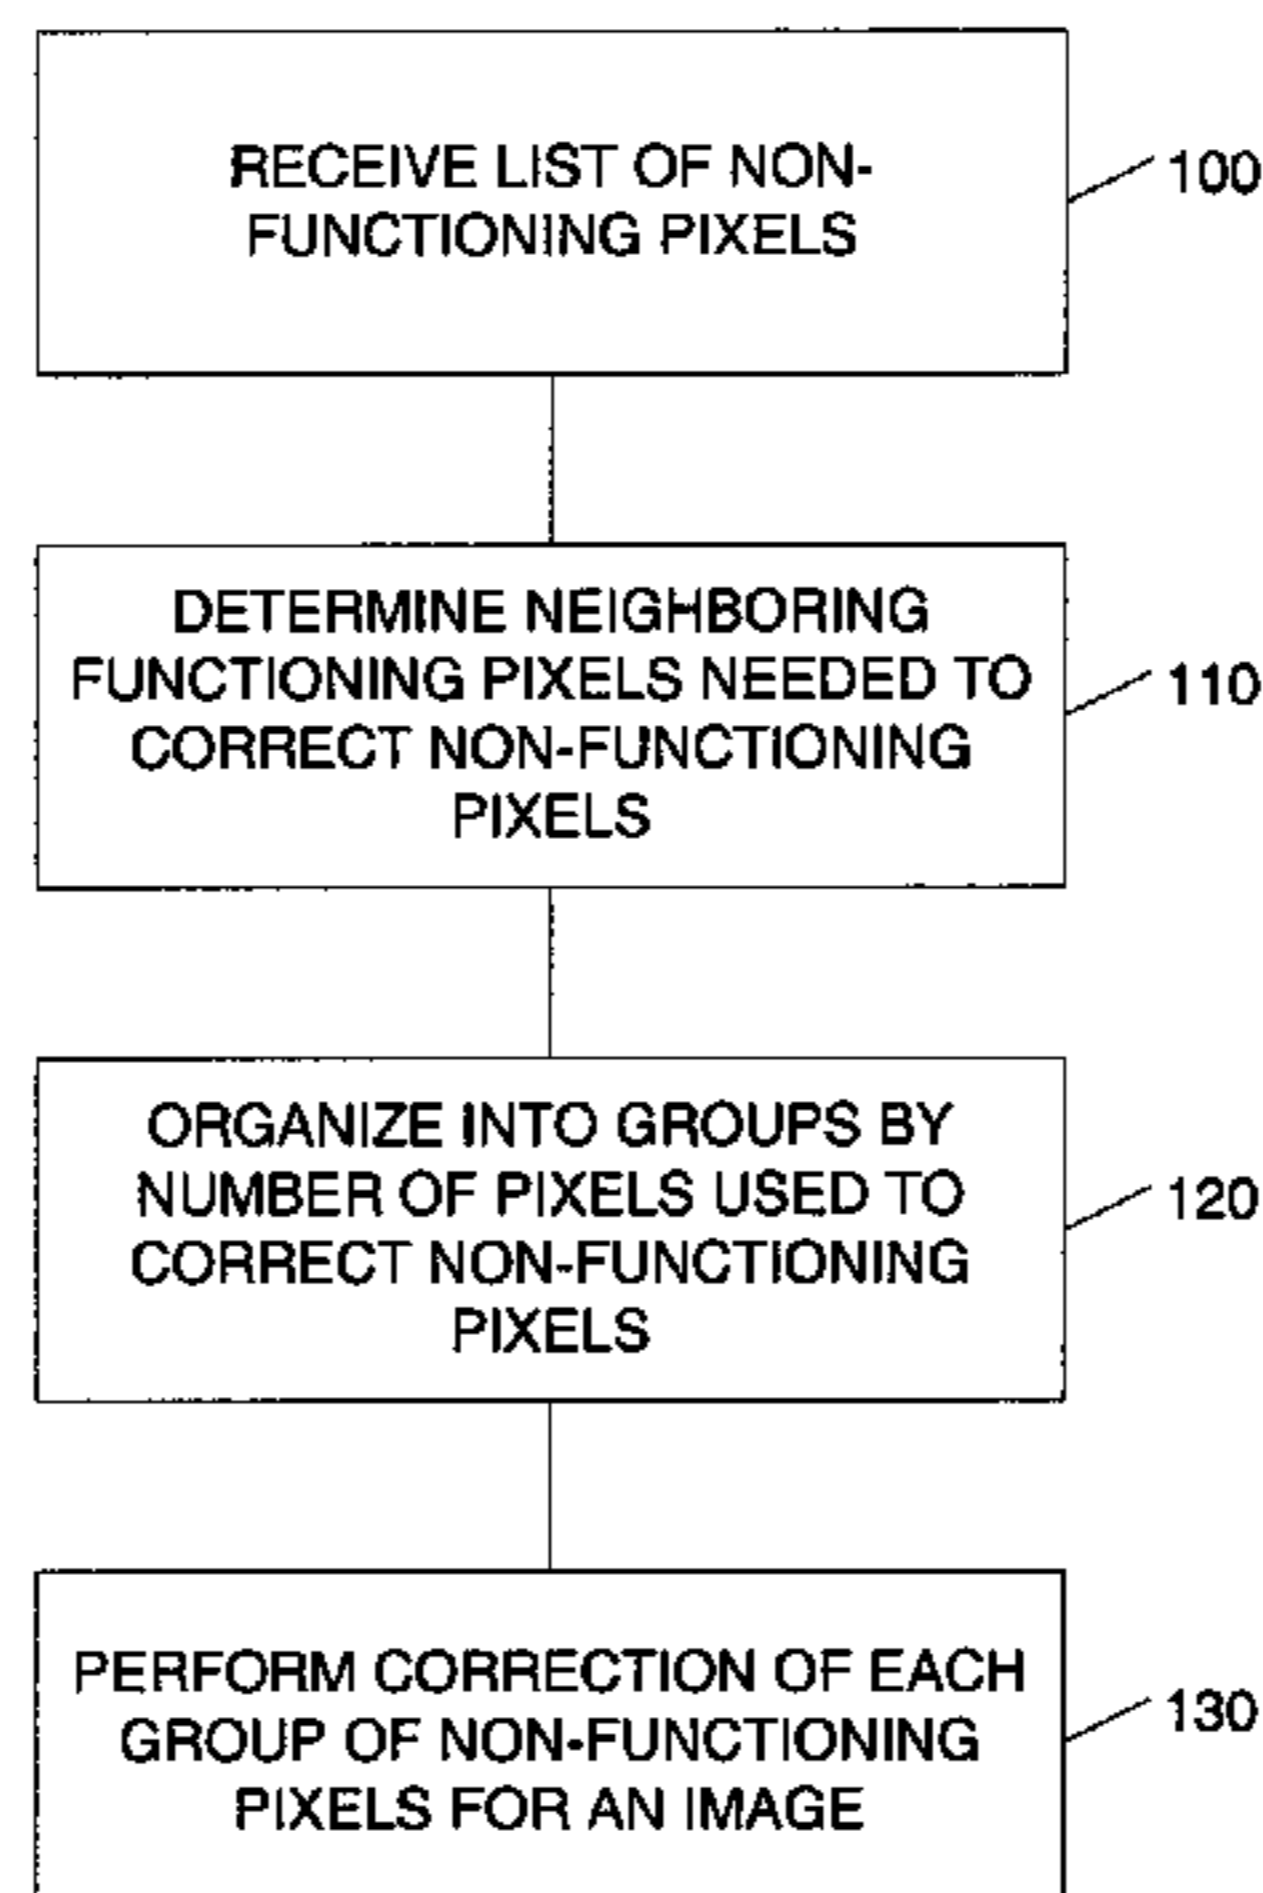 RECEIVE LIST OF NON-
FUNCTIONING PIXELS
100
DETERMINE NEIGHBORING
FUNCTIONING PIXELS NEEDED TO
CORRECT NON-FUNCTIONING
PIXELS
110
ORGANIZE INTO GROUPS BY
NUMBER OF PIXELS USED TO
CORRECT NON-FUNCTIONING
PIXELS
120
PERFORM CORRECTION OF EACH
GROUP OF NON-FUNCTIONING
PIXELS FOR AN IMAGE
130